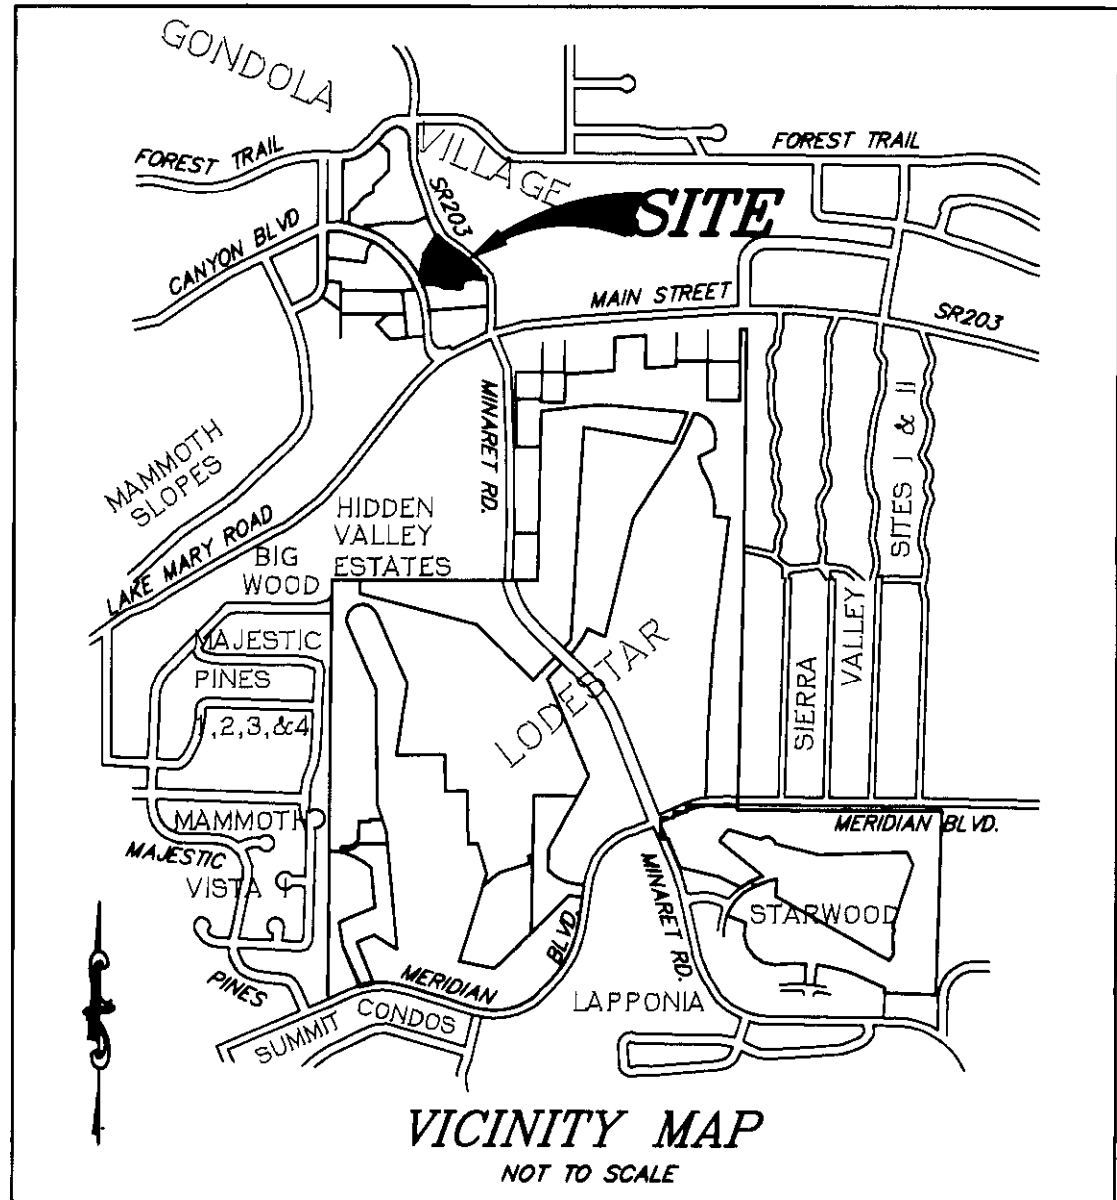 GONDOLA
VILLAGE
FOREST TRAIL
FOREST TRAIL
SR203
SITE
CANYON BLVD
MAIN STREET
SR203
MINARET RD.
MAMMOTH
SLOPES
SITES I & II
LAKE MARY ROAD
HIDDEN
VALLEY
ESTATES
BIG
WOOD
MAJESTIC
PINES
1,2,3,&4
LODESTAR
SIERRA
VALLEY
MAMMOTH
VISTA I
MAJESTIC
PINES
MERIDIAN BLVD.
MINARET RD.
STARWOOD
MERIDIAN
BLVD.
LAPPONIA
SUMMIT CONDOS
VICINITY MAP
NOT TO SCALE